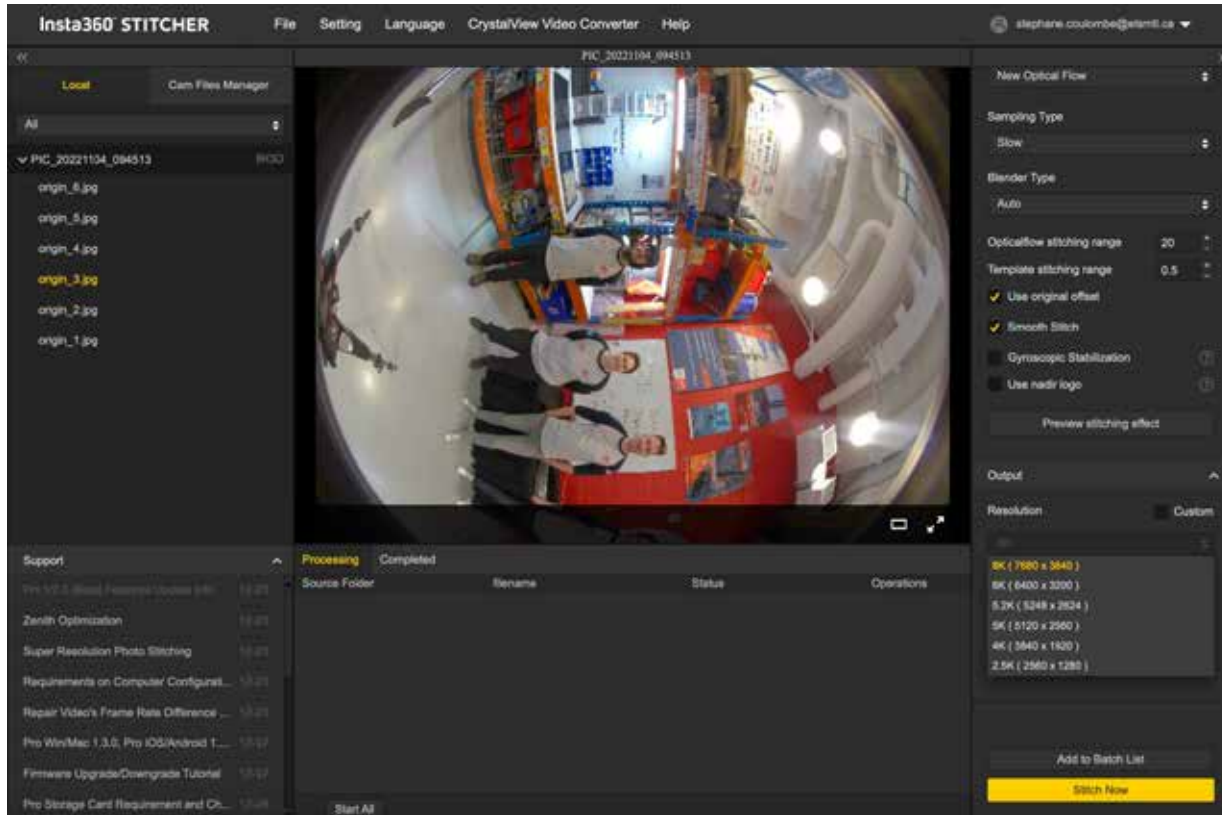 Insta360 STITCHER File Setting Language CrystalView Video Converter Help stephane.coulombe@etsmtl.ca
PIC_20221104_094513
Local Cam Files Manager
All
PIC_20221104_094513
origin_6.jpg
origin_5.jpg
origin_4.jpg
origin_3.jpg
origin_2.jpg
origin_1.jpg
New Optical Flow
Sampling Type
Slow
Blender Type
Auto
Opticalflow stitching range 20
Template stitching range 0.5
Use original offset
Smooth Stitch
Gyroscopic Stabilization
Use nadir logo
Preview stitching effect
Output
Resolution Custom
8K ( 7680 x 3840 )
6K ( 6400 x 3200 )
5.2K ( 5248 x 2624 )
5K ( 5120 x 2560 )
4K ( 3840 x 1920 )
2.5K ( 2560 x 1280 )
Add to Batch List
Stitch Now
Support
Zenith Optimization
Super Resolution Photo Stitching
Requirements on Computer Configurati...
Repair Video's Frame Rate Difference ...
Pro Win/Mac 1.3.0, Pro IOS/Android 1....
Firmware Upgrade/Downgrade Tutorial
Pro Storage Card Requirement and Ch...
Processing Completed
Source Folder filename Status Operations
Start All